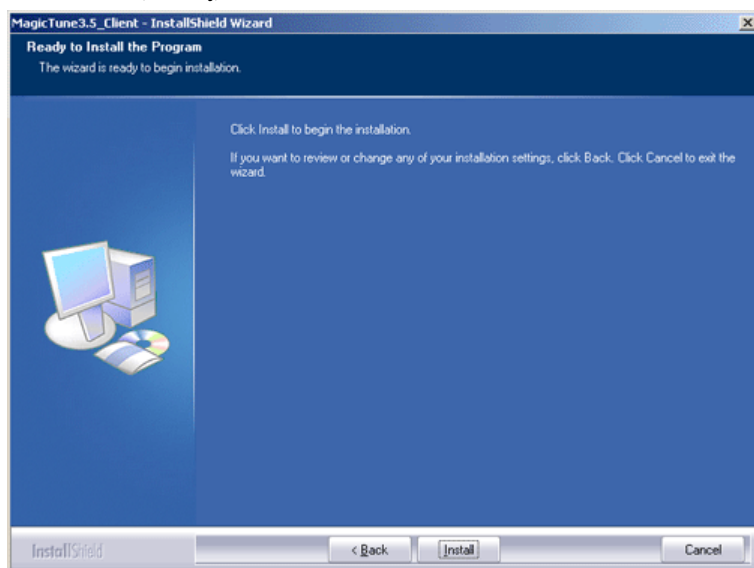 MagicTune3.5_Client - InstallShield Wizard
Ready to Install the Program
The wizard is ready to begin installation.
Click Install to begin the installation.
If you want to review or change any of your installation settings, click Back. Click Cancel to exit the
wizard.
InstallShield
< Back
Install
Cancel